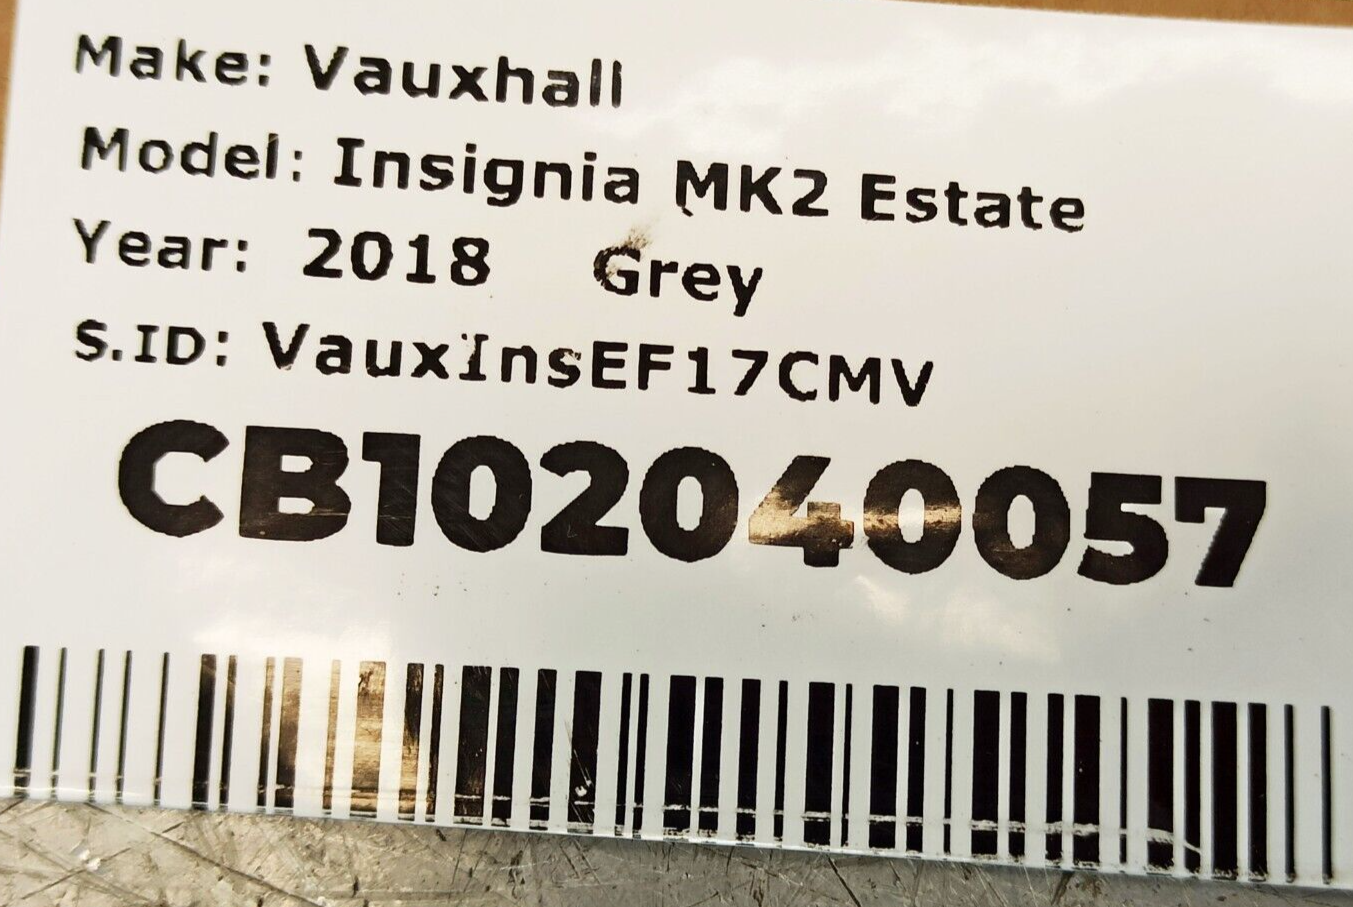 Make: Vauxhall
Model: Insignia MK2 Estate
Year: 2018 Grey
S.ID: VauxInsEF17CMV
CB102040057